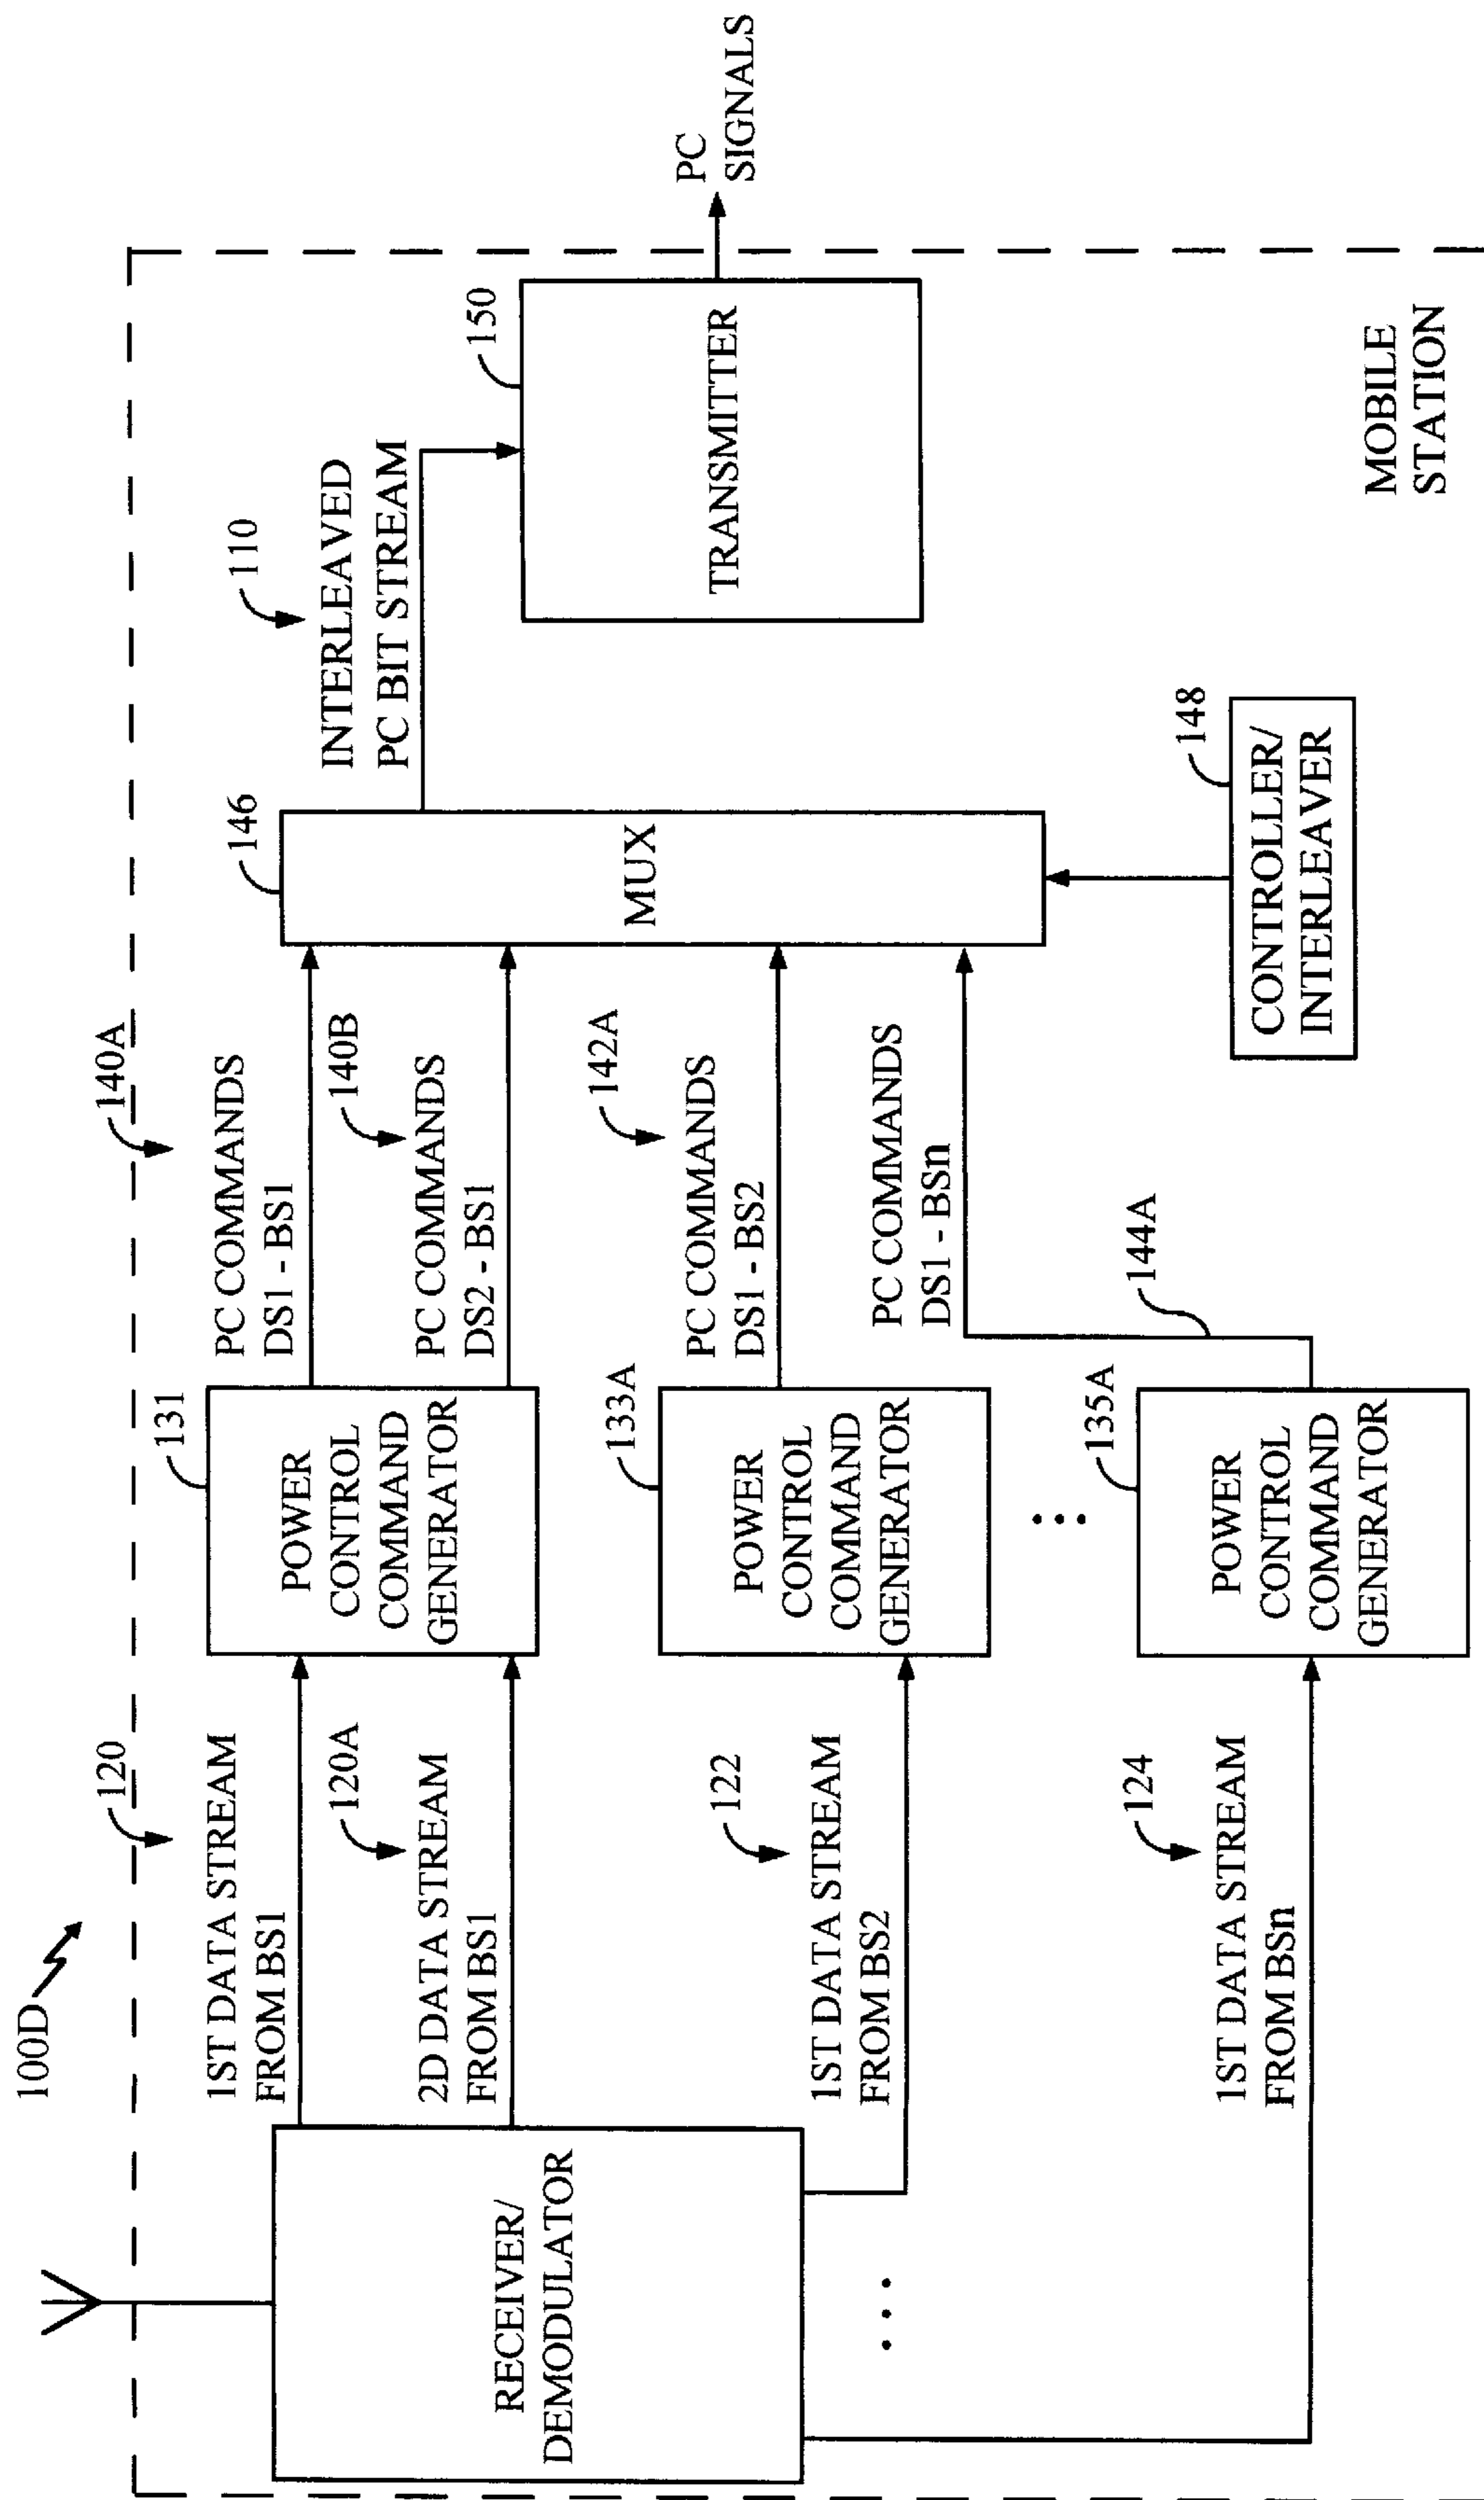 100D
120
1ST DATA STREAM
FROM BS1
120A
2D DATA STREAM
FROM BS1
122
1ST DATA STREAM
FROM BS2
124
1ST DATA STREAM
FROM BSn
RECEIVER/
DEMODULATOR
131
POWER
CONTROL
COMMAND
GENERATOR
133A
POWER
CONTROL
COMMAND
GENERATOR
135A
POWER
CONTROL
COMMAND
GENERATOR
140A
PC COMMANDS
DS1 - BS1
140B
PC COMMANDS
DS2 - BS1
142A
PC COMMANDS
DS1 - BS2
PC COMMANDS
DS1 - BSn
144A
146
MUX
148
CONTROLLER/
INTERLEAVER
110
INTERLEAVED
PC BIT STREAM
150
TRANSMITTER
PC
SIGNALS
MOBILE
STATION